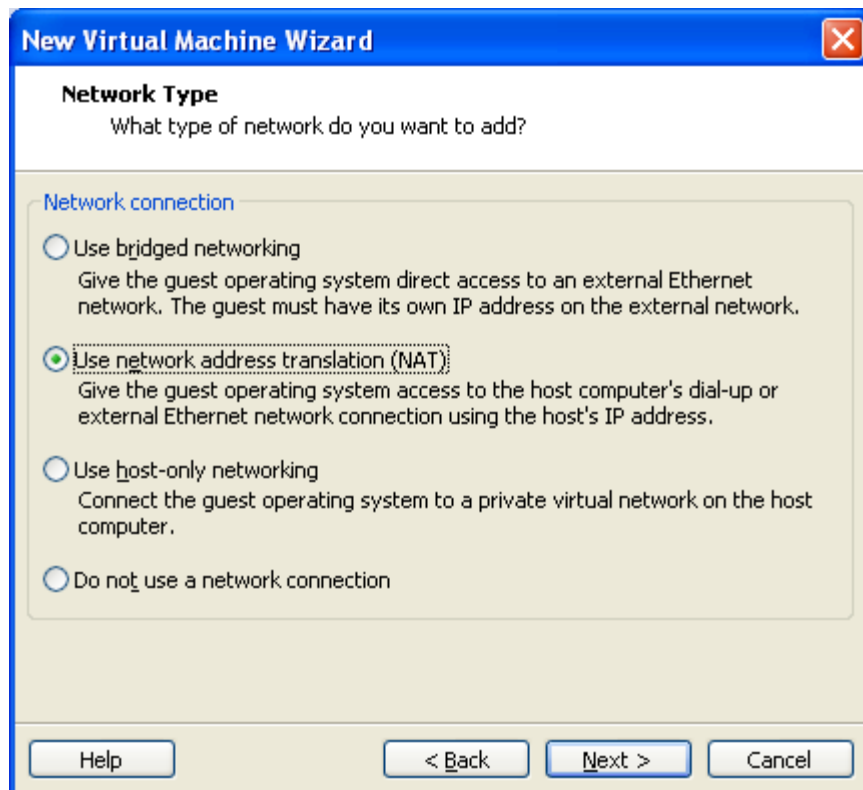 New Virtual Machine Wizard
Network Type
What type of network do you want to add?
Network connection
Use bridged networking
Give the guest operating system direct access to an external Ethernet
network. The guest must have its own IP address on the external network.
Use network address translation (NAT)
Give the guest operating system access to the host computer's dial-up or
external Ethernet network connection using the host's IP address.
Use host-only networking
Connect the guest operating system to a private virtual network on the host
computer.
Do not use a network connection
Help < Back Next > Cancel